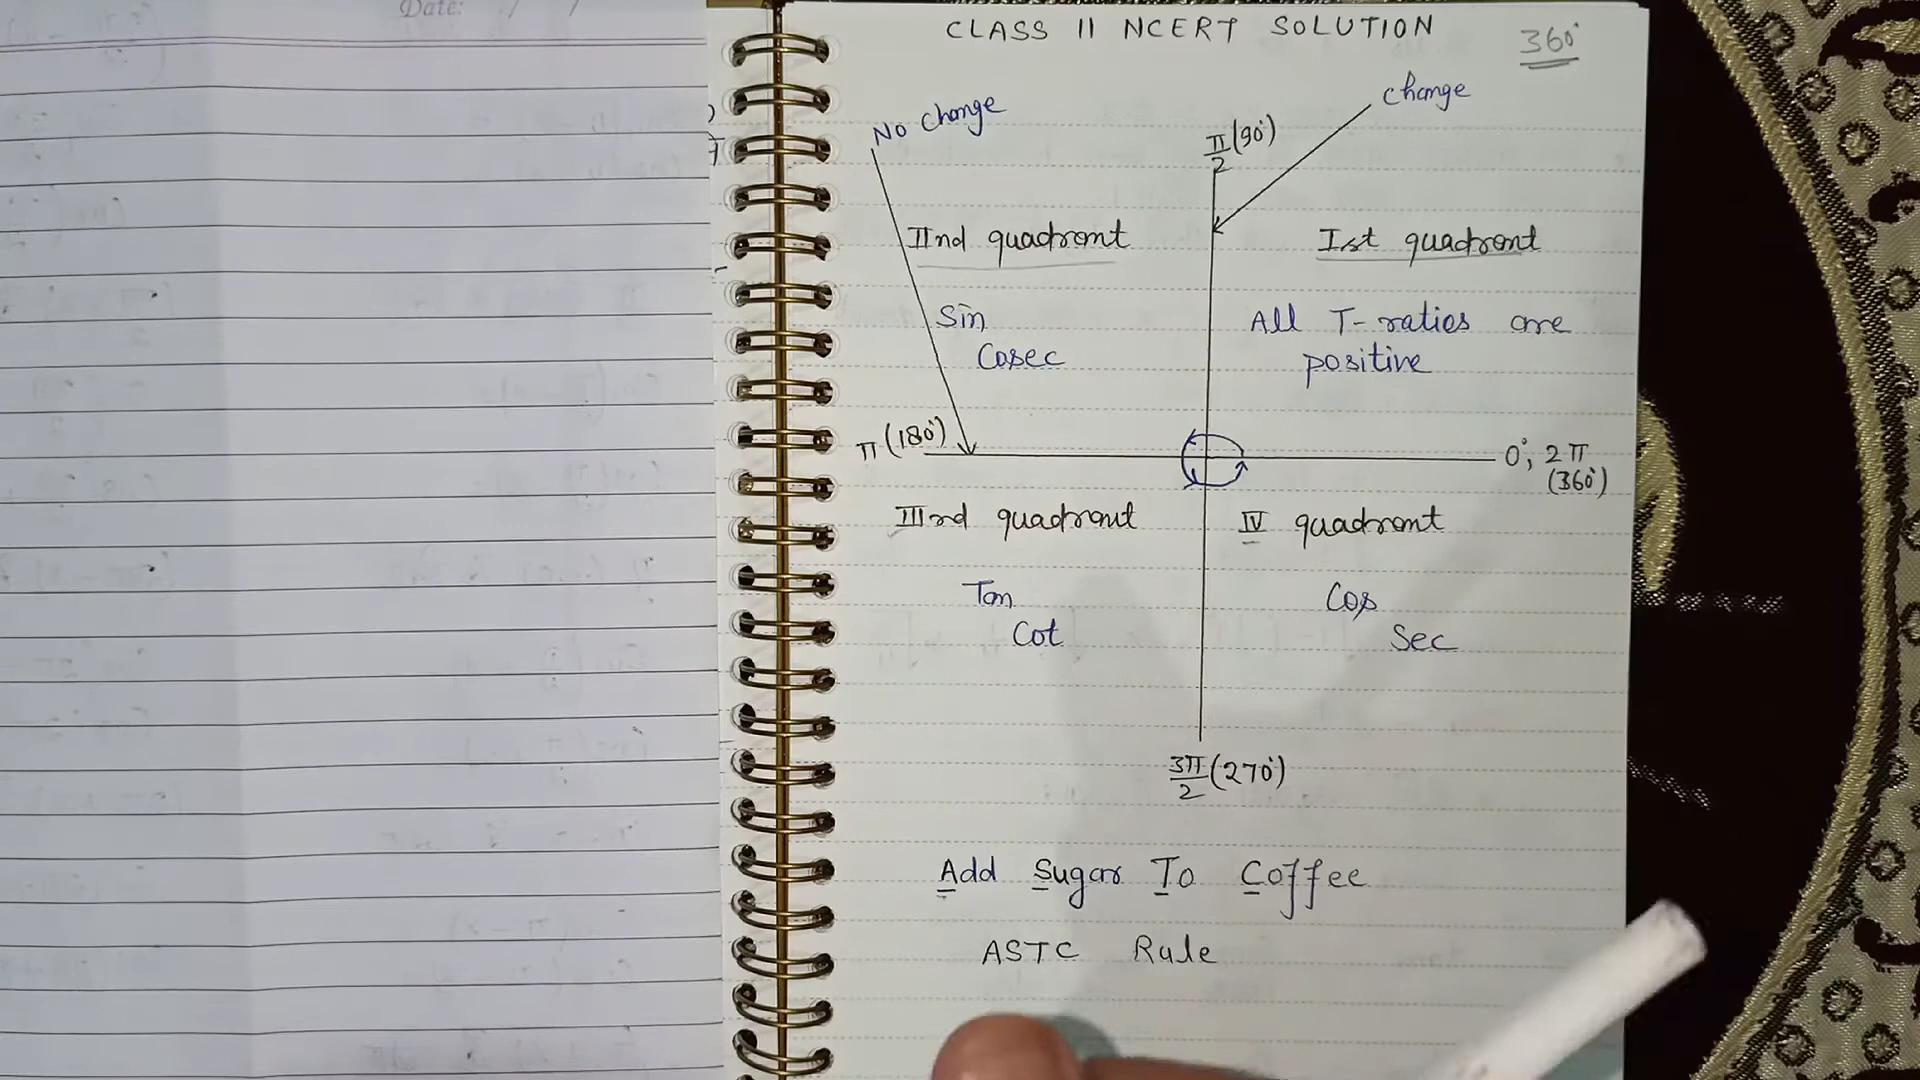 Date: / /
CLASS 11 NCERT SOLUTION
360°
No change
change
π/2 (90°)
IInd quadrant
Ist quadrant
Sin
Cosec
All T-ratios are
positive
π (180°)
0°, 2π
(360°)
IIIrd quadrant
IV quadrant
Tan
Cot
Cos
Sec
3π/2 (270°)
Add Sugar To Coffee
ASTC Rule